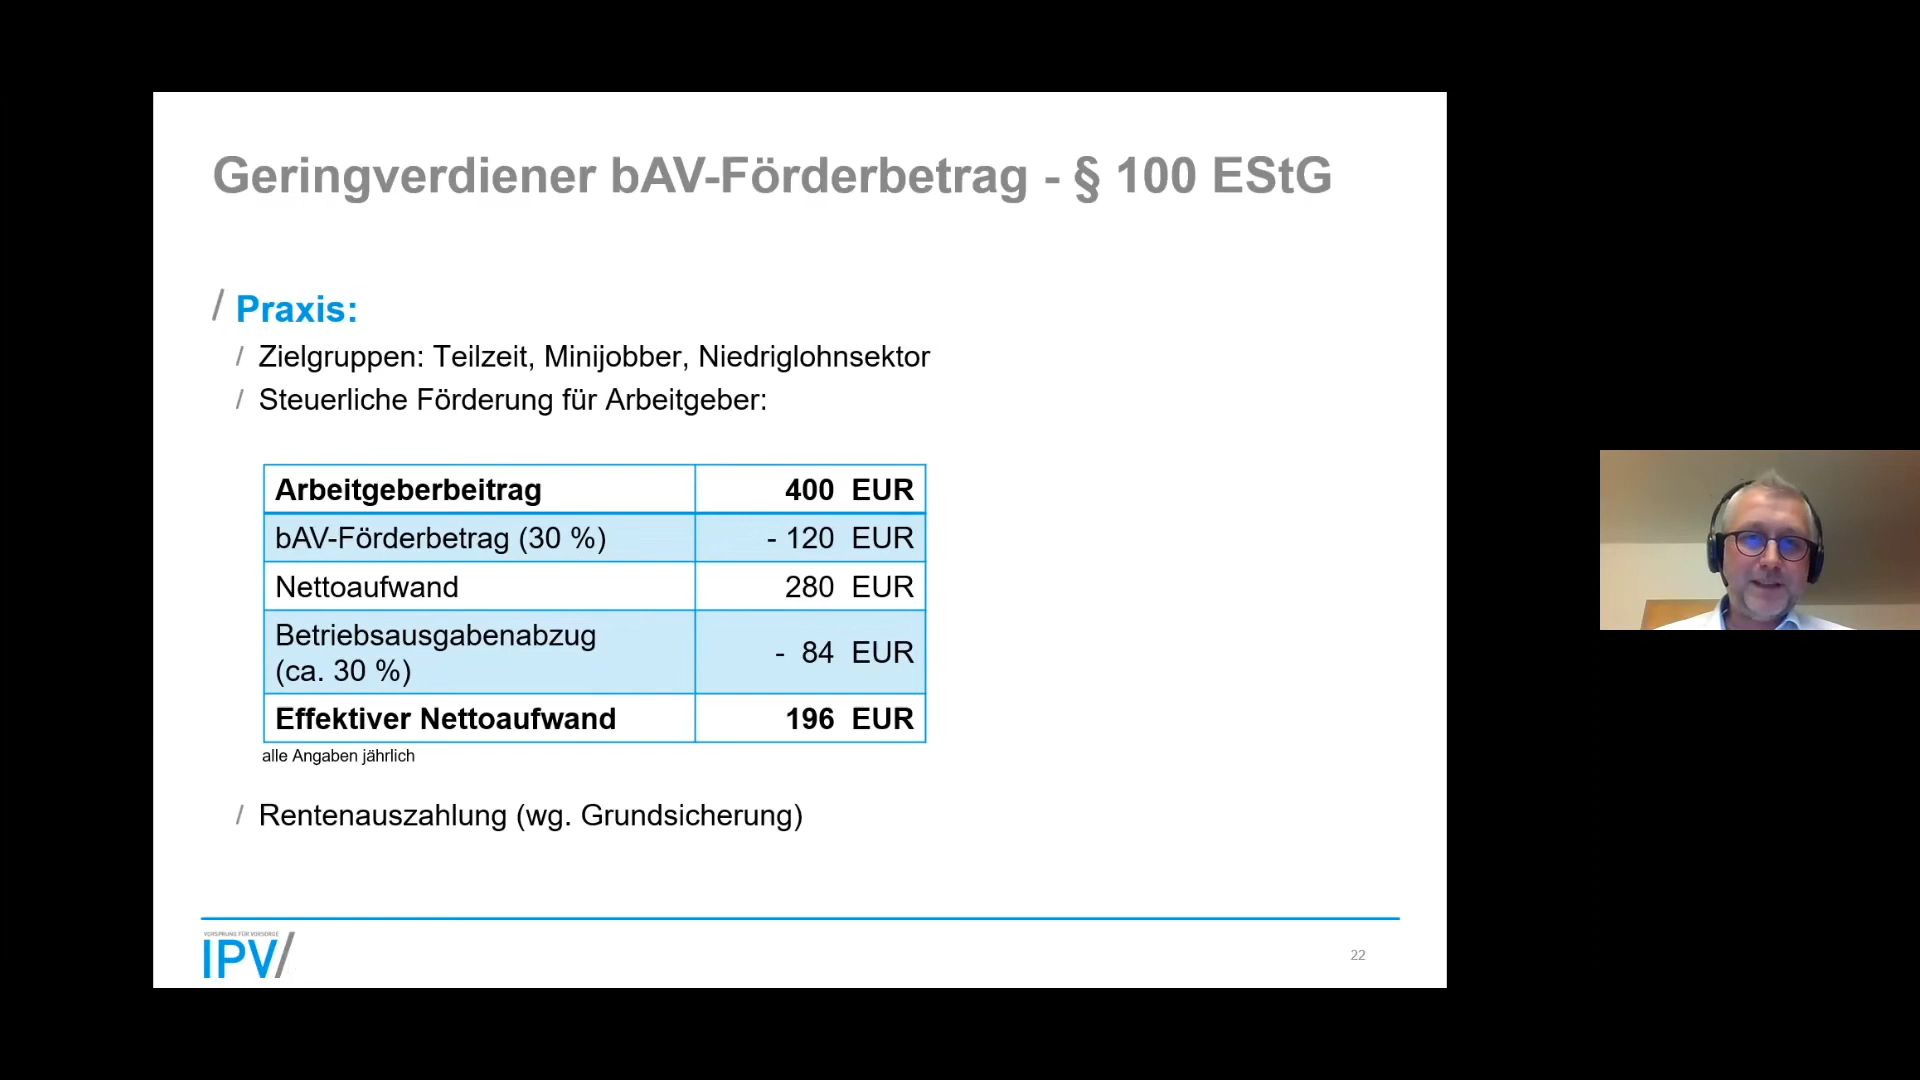 Geringverdiener bAV-Förderbetrag - § 100 EStG
/ Praxis:
/ Zielgruppen: Teilzeit, Minijobber, Niedriglohnsektor
/ Steuerliche Förderung für Arbeitgeber:
Arbeitgeberbeitrag 400 EUR
bAV-Förderbetrag (30 %) - 120 EUR
Nettoaufwand 280 EUR
Betriebsausgabenabzug
(ca. 30 %) - 84 EUR
Effektiver Nettoaufwand 196 EUR
alle Angaben jährlich
/ Rentenauszahlung (wg. Grundsicherung)
VORSPRUNG FÜR VORSORGE
IPV/
22